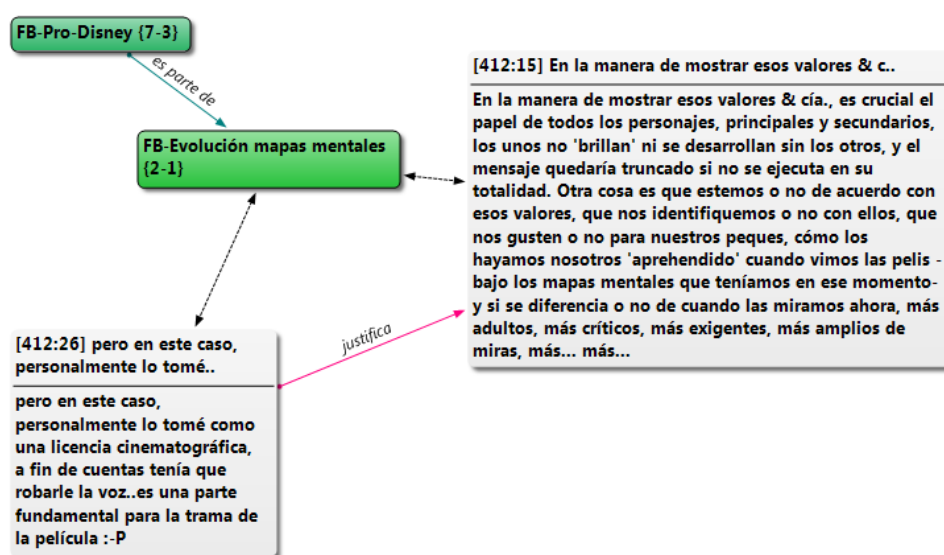 FB-Pro-Disney {7-3}
es parte de
FB-Evolución mapas mentales
{2-1}
[412:15] En la manera de mostrar esos valores & c..
En la manera de mostrar esos valores & cía., es crucial el
papel de todos los personajes, principales y secundarios,
los unos no 'brillan' ni se desarrollan sin los otros, y el
mensaje quedaría truncado si no se ejecuta en su
totalidad. Otra cosa es que estemos o no de acuerdo con
esos valores, que nos identifiquemos o no con ellos, que
nos gusten o no para nuestros peques, cómo los
hayamos nosotros 'aprehendido' cuando vimos las pelis -
bajo los mapas mentales que teníamos en ese momento-
y si se diferencia o no de cuando las miramos ahora, más
adultos, más críticos, más exigentes, más amplios de
miras, más... más...
justifica
[412:26] pero en este caso,
personalmente lo tomé..
pero en este caso,
personalmente lo tomé como
una licencia cinematográfica,
a fin de cuentas tenía que
robarle la voz..es una parte
fundamental para la trama de
la película :-P